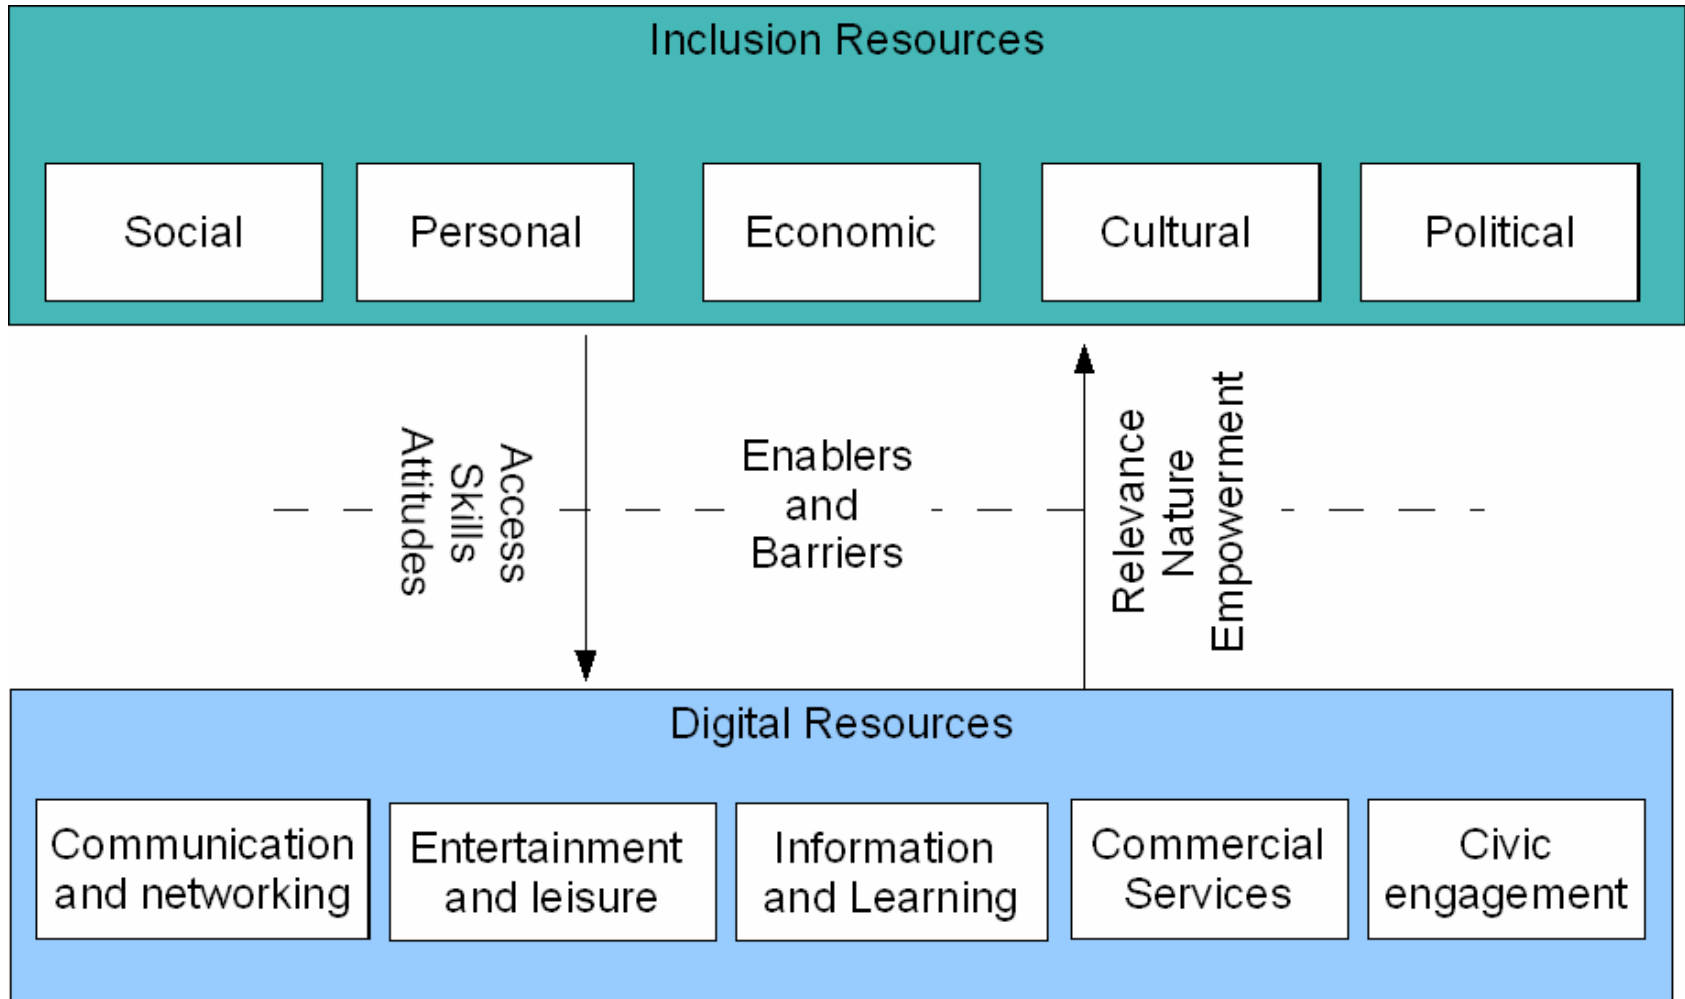 Inclusion Resources
Social
Personal
Economic
Cultural
Political
Access
Skills
Attitudes
Enablers
and
Barriers
Relevance
Nature
Empowerment
Digital Resources
Communication
and networking
Entertainment
and leisure
Information
and Learning
Commercial
Services
Civic
engagement